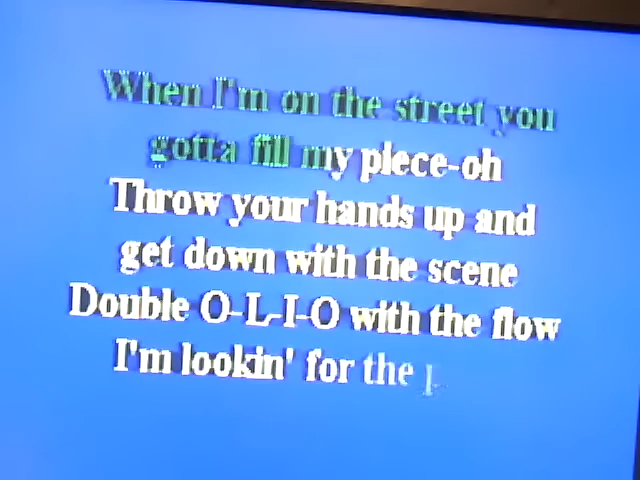 When I'm on the street you
gotta fill my piece-oh
Throw your hands up and
get down with the scene
Double O-L-I-O with the flow
I'm lookin' for the